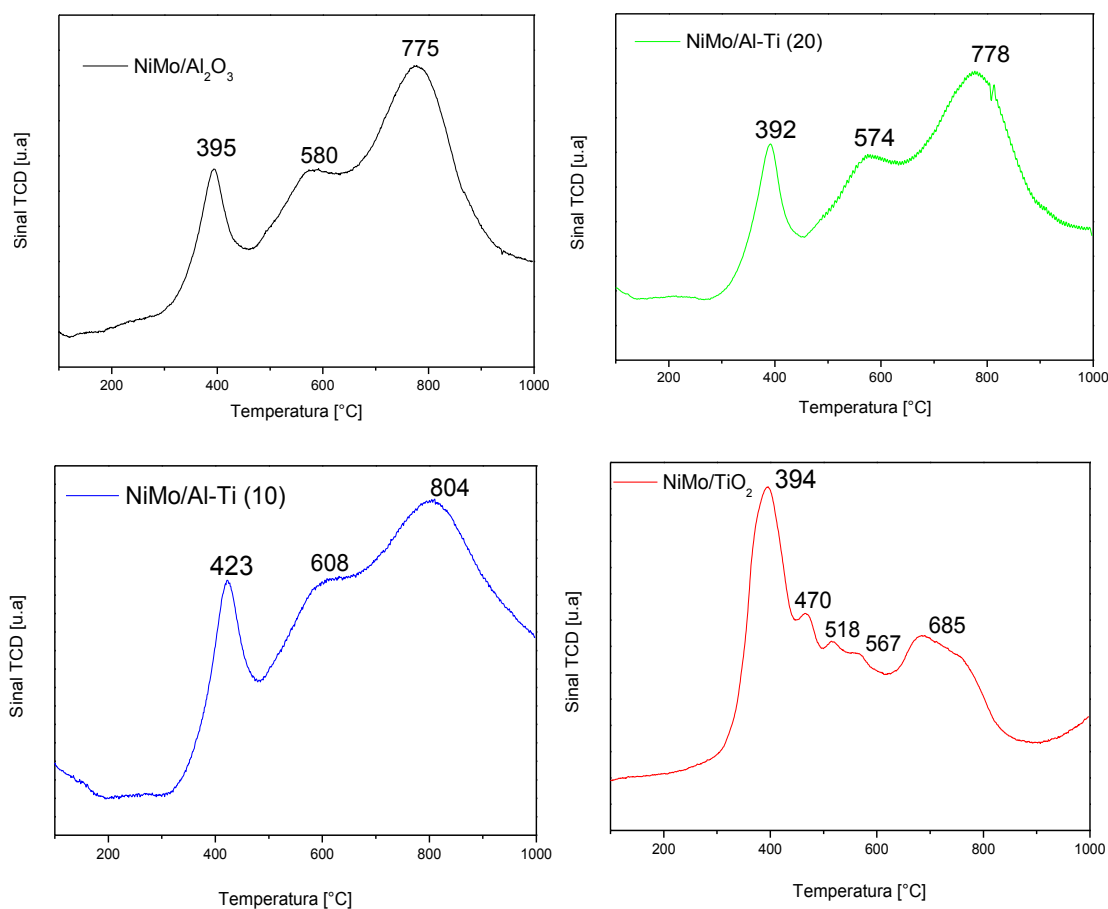 NiMo/Al₂O₃
395
580
775
Sinal TCD [u.a]
200 400 600 800 1000
Temperatura [°C]
NiMo/Al-Ti (20)
392
574
778
Sinal TCD [u.a]
200 400 600 800 1000
Temperatura [°C]
NiMo/Al-Ti (10)
423
608
804
Sinal TCD [u.a]
200 400 600 800 1000
Temperatura [°C]
NiMo/TiO₂
394
470
518
567
685
Sinal TCD [u.a]
200 400 600 800 1000
Temperatura [°C]